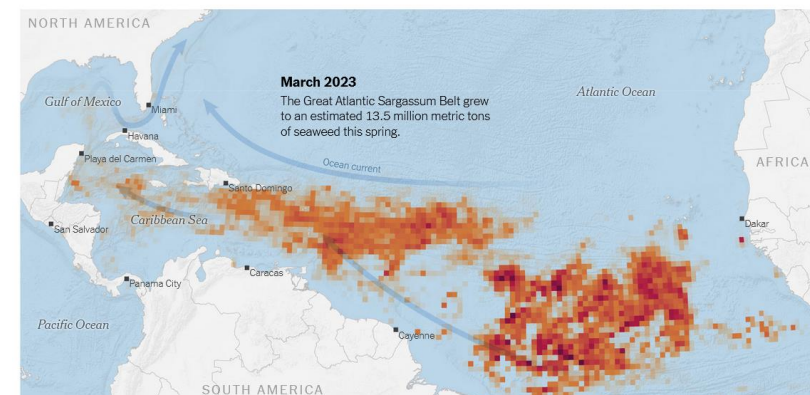 NORTH AMERICA
March 2023
The Great Atlantic Sargassum Belt grew
to an estimated 13.5 million metric tons
of seaweed this spring.
Atlantic Ocean
Gulf of Mexico
Miami
Havana
Playa del Carmen
Ocean current
AFRICA
Santo Domingo
Caribbean Sea
San Salvador
Dakar
Caracas
Panama City
Pacific Ocean
Cayenne
SOUTH AMERICA